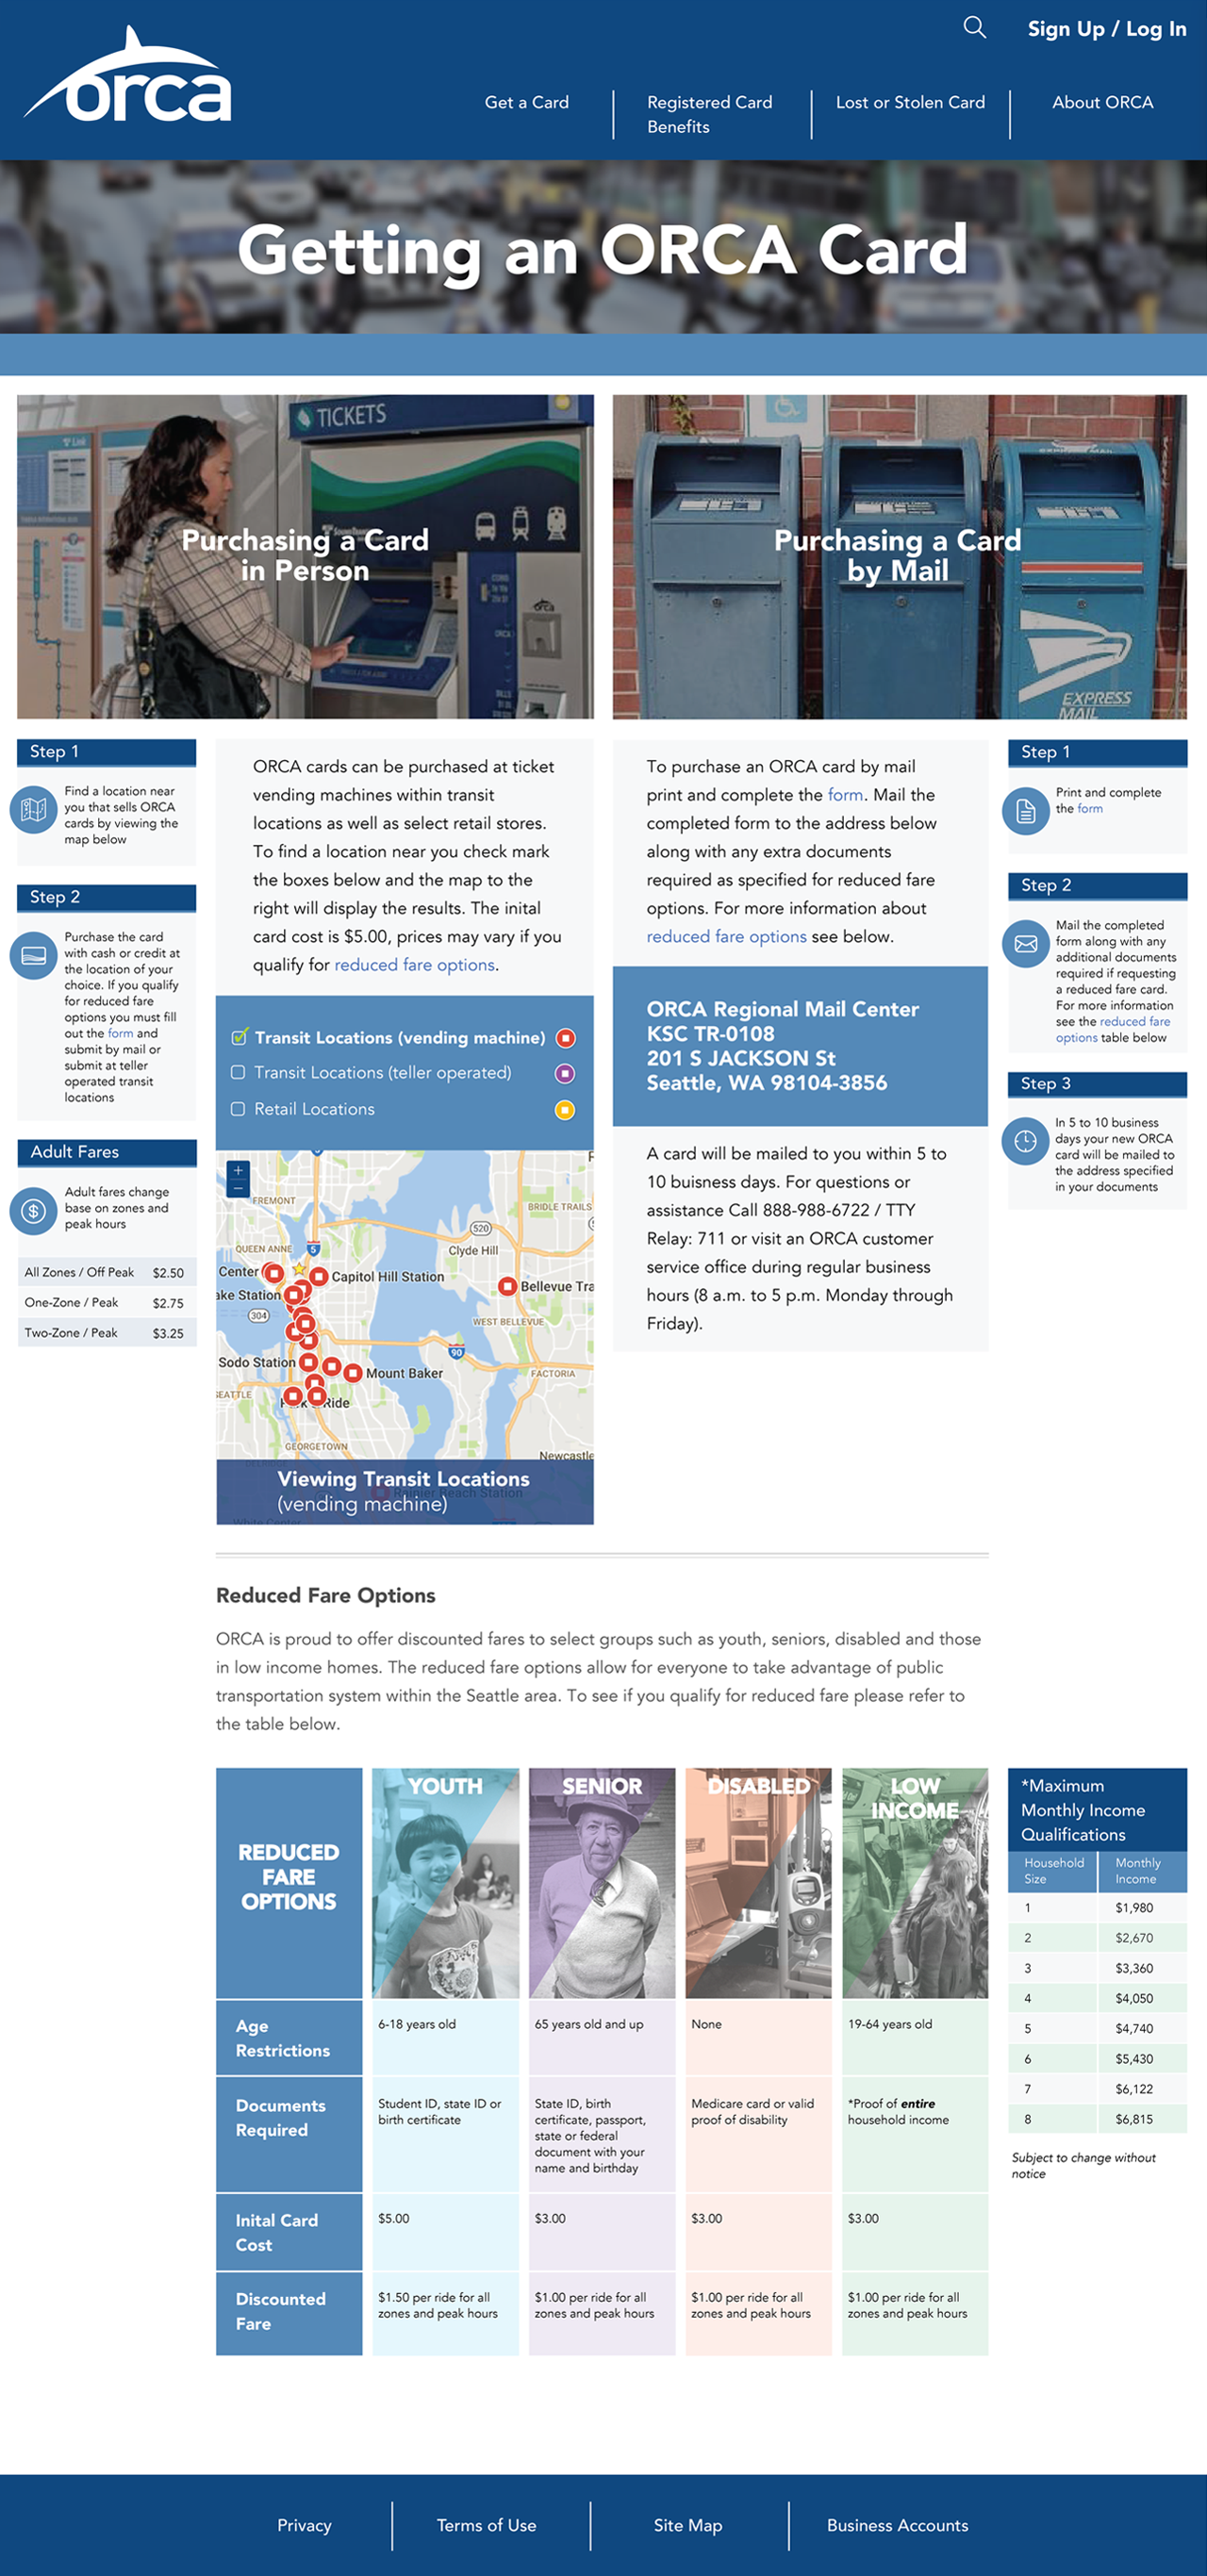 orca
Sign Up / Log In
Get a Card
Registered Card
Benefits
Lost or Stolen Card
About ORCA
Getting an ORCA Card
TICKETS
Link
orca
Purchasing a Card
in Person
EXPRESS
MAIL
Purchasing a Card
by Mail
Step 1
Find a location near
you that sells ORCA
cards by viewing the
map below
Step 2
Purchase the card
with cash or credit at
the location of your
choice. If you qualify
for reduced fare
options you must fill
out the form and
submit by mail or
submit at teller
operated transit
locations
Adult Fares
Adult fares change
base on zones and
peak hours
All Zones / Off Peak $2.50
One-Zone / Peak $2.75
Two-Zone / Peak $3.25
ORCA cards can be purchased at ticket
vending machines within transit
locations as well as select retail stores.
To find a location near you check mark
the boxes below and the map to the
right will display the results. The inital
card cost is $5.00, prices may vary if you
qualify for reduced fare options.
Transit Locations (vending machine)
Transit Locations (teller operated)
Retail Locations
+
−
FREMONT
BRIDLE TRAILS
520
QUEEN ANNE
5
Clyde Hill
Center
Capitol Hill Station
Bellevue Tra
ake Station
304
WEST BELLEVUE
90
Sodo Station
Mount Baker
FACTORIA
SEATTLE
Ride
GEORGETOWN
Newcastle
Viewing Transit Locations
Rainier Beach Station
(vending machine)
White Center
To purchase an ORCA card by mail
print and complete the form. Mail the
completed form to the address below
along with any extra documents
required as specified for reduced fare
options. For more information about
reduced fare options see below.
ORCA Regional Mail Center
KSC TR-0108
201 S JACKSON St
Seattle, WA 98104-3856
A card will be mailed to you within 5 to
10 buisness days. For questions or
assistance Call 888-988-6722 / TTY
Relay: 711 or visit an ORCA customer
service office during regular business
hours (8 a.m. to 5 p.m. Monday through
Friday).
Step 1
Print and complete
the form
Step 2
Mail the completed
form along with any
additional documents
required if requesting
a reduced fare card.
For more information
see the reduced fare
options table below
Step 3
In 5 to 10 business
days your new ORCA
card will be mailed to
the address specified
in your documents
Reduced Fare Options
ORCA is proud to offer discounted fares to select groups such as youth, seniors, disabled and those
in low income homes. The reduced fare options allow for everyone to take advantage of public
transportation system within the Seattle area. To see if you qualify for reduced fare please refer to
the table below.
REDUCED
FARE
OPTIONS
YOUTH
SENIOR
DISABLED
LOW
INCOME
Age
Restrictions
6-18 years old
65 years old and up
None
19-64 years old
Documents
Required
Student ID, state ID or
birth certificate
State ID, birth
certificate, passport,
state or federal
document with your
name and birthday
Medicare card or valid
proof of disability
*Proof of entire
household income
Inital Card
Cost
$5.00
$3.00
$3.00
$3.00
Discounted
Fare
$1.50 per ride for all
zones and peak hours
$1.00 per ride for all
zones and peak hours
$1.00 per ride for all
zones and peak hours
$1.00 per ride for all
zones and peak hours
*Maximum
Monthly Income
Qualifications
Household
Size
Monthly
Income
1 $1,980
2 $2,670
3 $3,360
4 $4,050
5 $4,740
6 $5,430
7 $6,122
8 $6,815
Subject to change without
notice
Privacy
Terms of Use
Site Map
Business Accounts